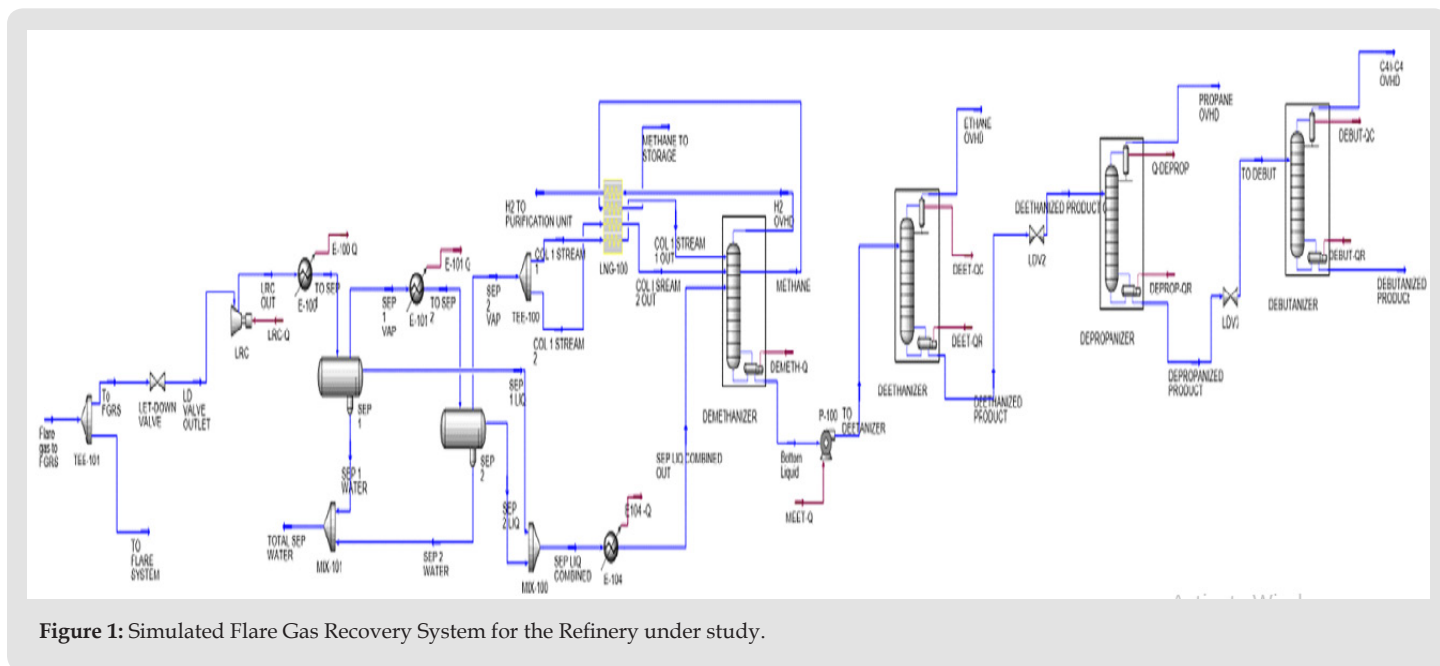 Flare
gas to
FGRS
TEE-101
To
FGRS
TO
FLARE
SYSTEM
LET-DOWN
VALVE
LD
VALVE
OUTLET
LRC
LRC-Q
LRC
OUT
E-100
E-100 Q
TO SEP
1
SEP
1
SEP
1
VAP
E-101
E-101 Q
TO SEP
2
SEP
1 LIQ
SEP 1
WATER
SEP
2
SEP
2
VAP
SEP
2 LIQ
SEP 2
WATER
MIX-101
TOTAL SEP
WATER
MIX-100
SEP LIQ
COMBINED
E-104
E104 -Q
SEP LIQ COMBINED
OUT
TEE-100
COL 1 STREAM
1
COL 1 STREAM
2
H2 TO
PURIFICATION UNIT
METHANE TO
STORAGE
LNG-100
COL 1 STREAM
1 OUT
2 OUT
H2
OVHD
METHANE
DEMETH-Q
DEMETHANIZER
Bottom
Liquid
P-100
MEET-Q
TO
DEETANIZER
ETHANE
OVHD
DEET-QC
DEET-QR
DEETHANIZER
DEETHANIZED
PRODUCT
LDV2
DEETHANIZED PRODUCT
PROPANE
OVHD
Q-DEPROP
DEPROP-QR
DEPROPANIZER
DEPROPANIZED
PRODUCT
TO DEBUT
OVHD
DEBUT-QC
DEBUT-QR
DEBUTANIZER
DEBUTANIZED
PRODUCT
Figure 1: Simulated Flare Gas Recovery System for the Refinery under study.